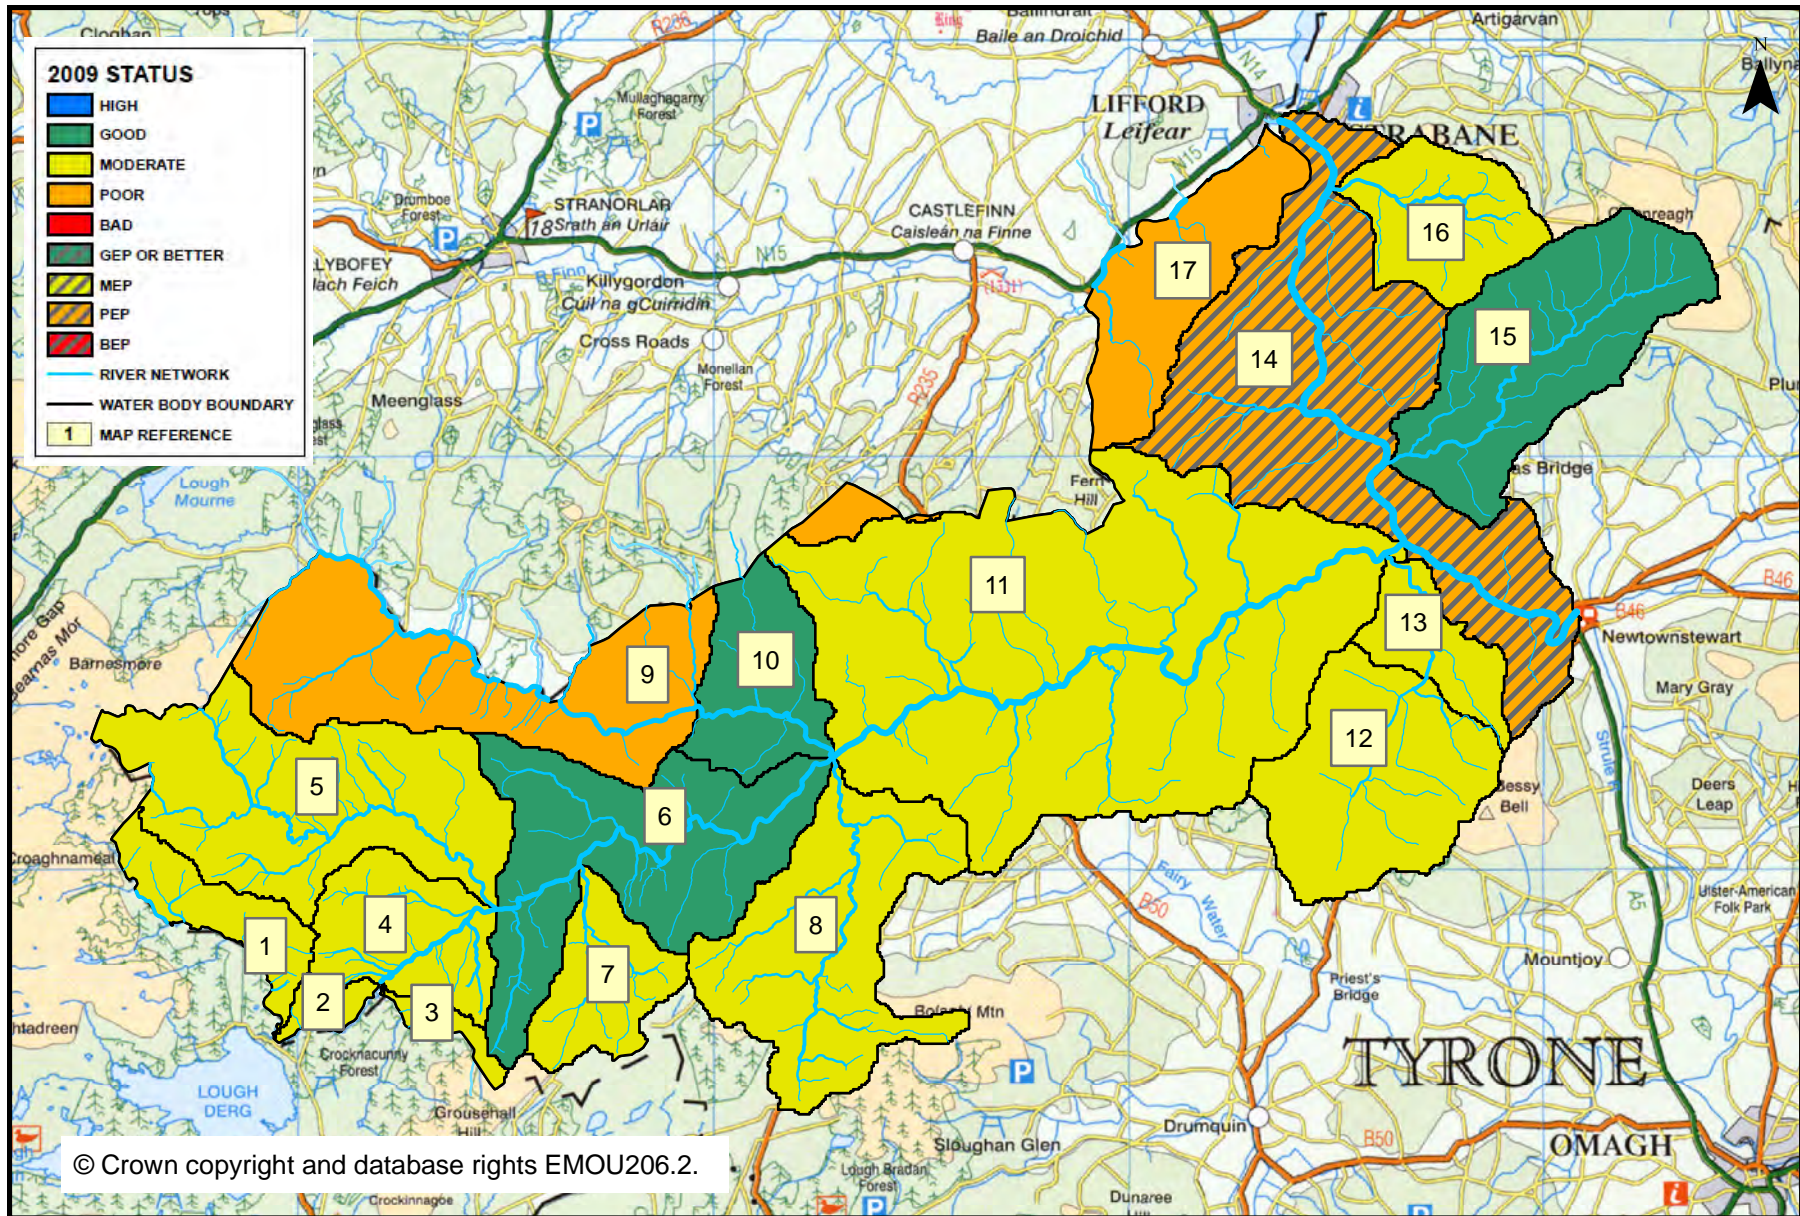 Cloghan
R236
Ballindrait
Baile an Droichid
Artigarvan
2009 STATUS
HIGH
GOOD
MODERATE
POOR
BAD
GEP OR BETTER
MEP
PEP
BEP
RIVER NETWORK
WATER BODY BOUNDARY
1 MAP REFERENCE
N
P
Mullaghagarry
Forest
N14
LIFFORD
Leifear
N15
i
Drumboe
Forest
P
STRANORLAR
18
Srath an Urláir
CASTLEFINN
Caisleán na Finne
N15
R Finn
Killygordon
Cúil na gCuirridin
Cross Roads
Monellan
Forest
Meenglass
R235
Lough
Mourne
Fern
Hill
Barnesmore
B46
B46
Newtownstewart
Mary Gray
Strule R
Deers
Leap
Bessy
Bell
A5
Ulster-American
Folk Park
Mountjoy
Priest's
Bridge
Fairy Water
B50
17
16
15
14
11
10
9
13
12
5
6
4
1
2
3
7
8
Croaghnameal
Crocknacunny
Forest
LOUGH
DERG
Grousehall
Hill
P
TYRONE
Drumquin
B50
OMAGH
Sloughan Glen
Lough Bradan
Forest
P
Dunaree
i
Crockinnagoe
© Crown copyright and database rights EMOU206.2.